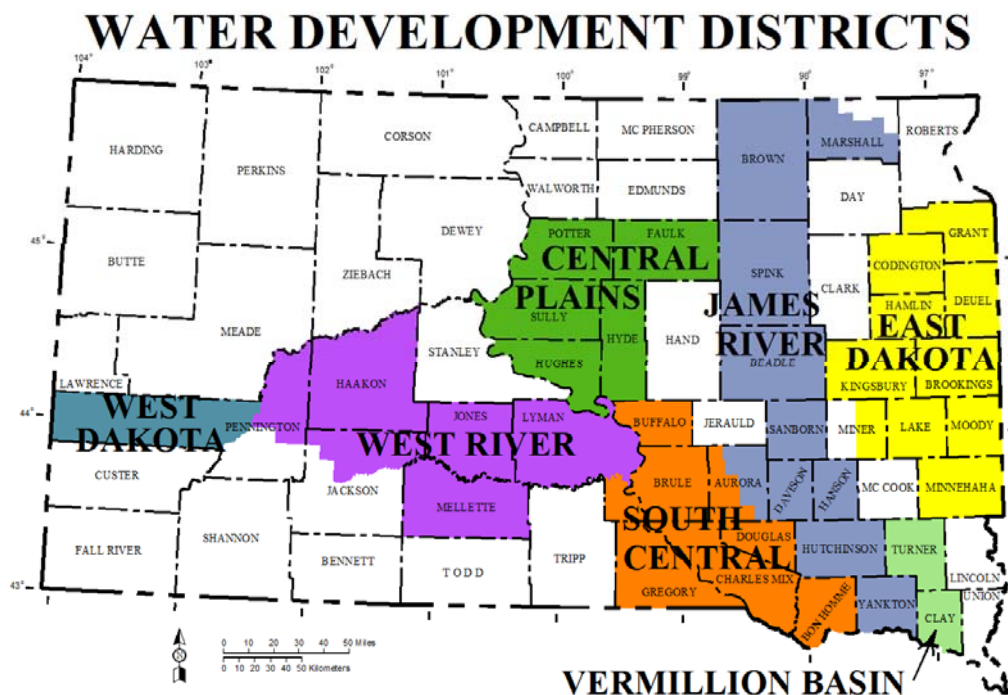 WATER DEVELOPMENT DISTRICTS
104° 103° 102° 101° 100° 99° 98° 97°
HARDING
PERKINS
CORSON
CAMPBELL
MC PHERSON
BROWN
MARSHALL
ROBERTS
WALWORTH
EDMUNDS
DAY
DEWEY
POTTER
FAULK
GRANT
45°
BUTTE
ZIEBACH
CENTRAL
PLAINS
SPINK
CLARK
CODINGTON
HAMLIN
DEUEL
MEADE
SULLY
HYDE
HAND
JAMES
RIVER
EAST
DAKOTA
STANLEY
HUGHES
BEADLE
KINGSBURY
BROOKINGS
LAWRENCE
HAAKON
44°
WEST
DAKOTA
PENNINGTON
JONES
LYMAN
WEST RIVER
BUFFALO
JERAULD
SANBORN
MINER
LAKE
MOODY
CUSTER
JACKSON
MELLETTE
BRULE
AURORA
DAVISON
HANSON
MC COOK
MINNEHAHA
FALL RIVER
SHANNON
BENNETT
TODD
TRIPP
SOUTH
CENTRAL
DOUGLAS
HUTCHINSON
TURNER
LINCOLN
43°
GREGORY
CHARLES MIX
BON HOMME
YANKTON
CLAY
UNION
N
0 10 20 30 40 50 Miles
0 10 20 30 40 50 Kilometers
VERMILLION BASIN